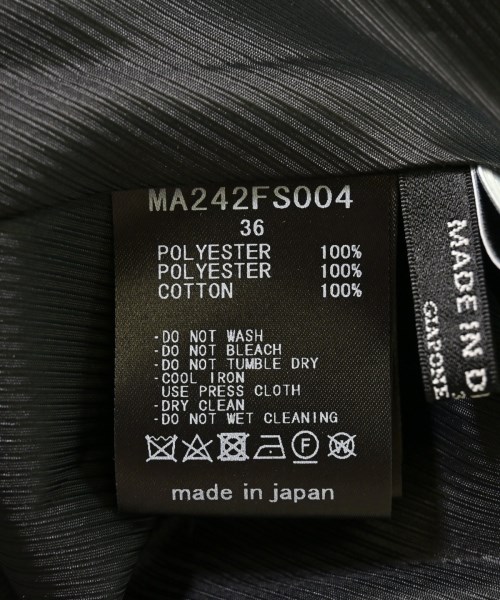 MA242FS004
36
POLYESTER 100%
POLYESTER 100%
COTTON 100%
-DO NOT WASH
-DO NOT BLEACH
-DO NOT TUMBLE DRY
-COOL IRON
USE PRESS CLOTH
-DRY CLEAN
-DO NOT WET CLEANING
F
W
made in japan
MADE IN
GIAPONE